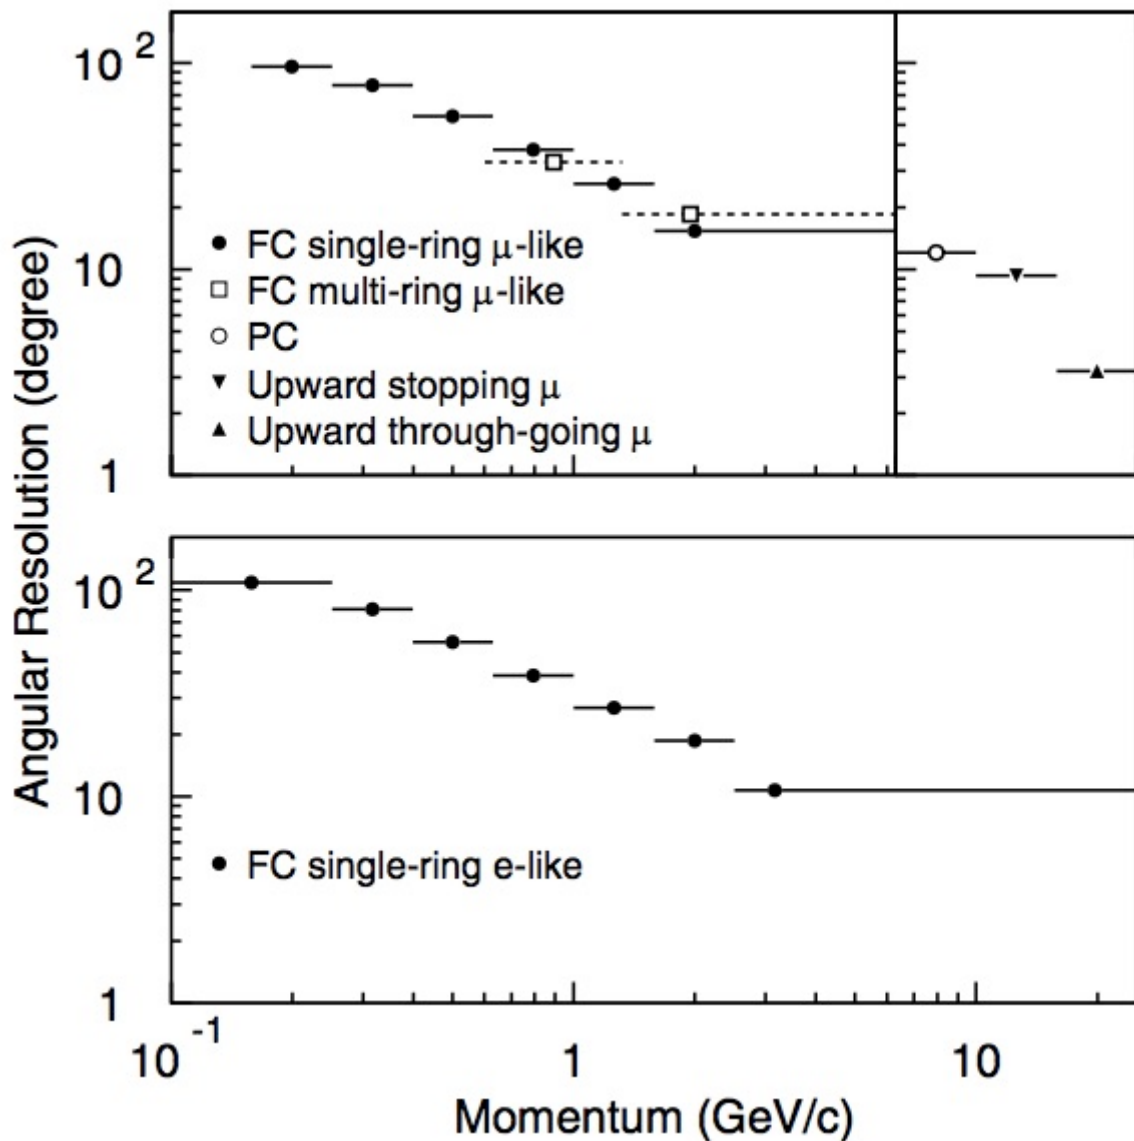 Angular Resolution (degree)
10 2
10
1
FC single-ring μ-like
FC multi-ring μ-like
PC
Upward stopping μ
Upward through-going μ
10 2
10
1
FC single-ring e-like
10 -1
1
10
Momentum (GeV/c)